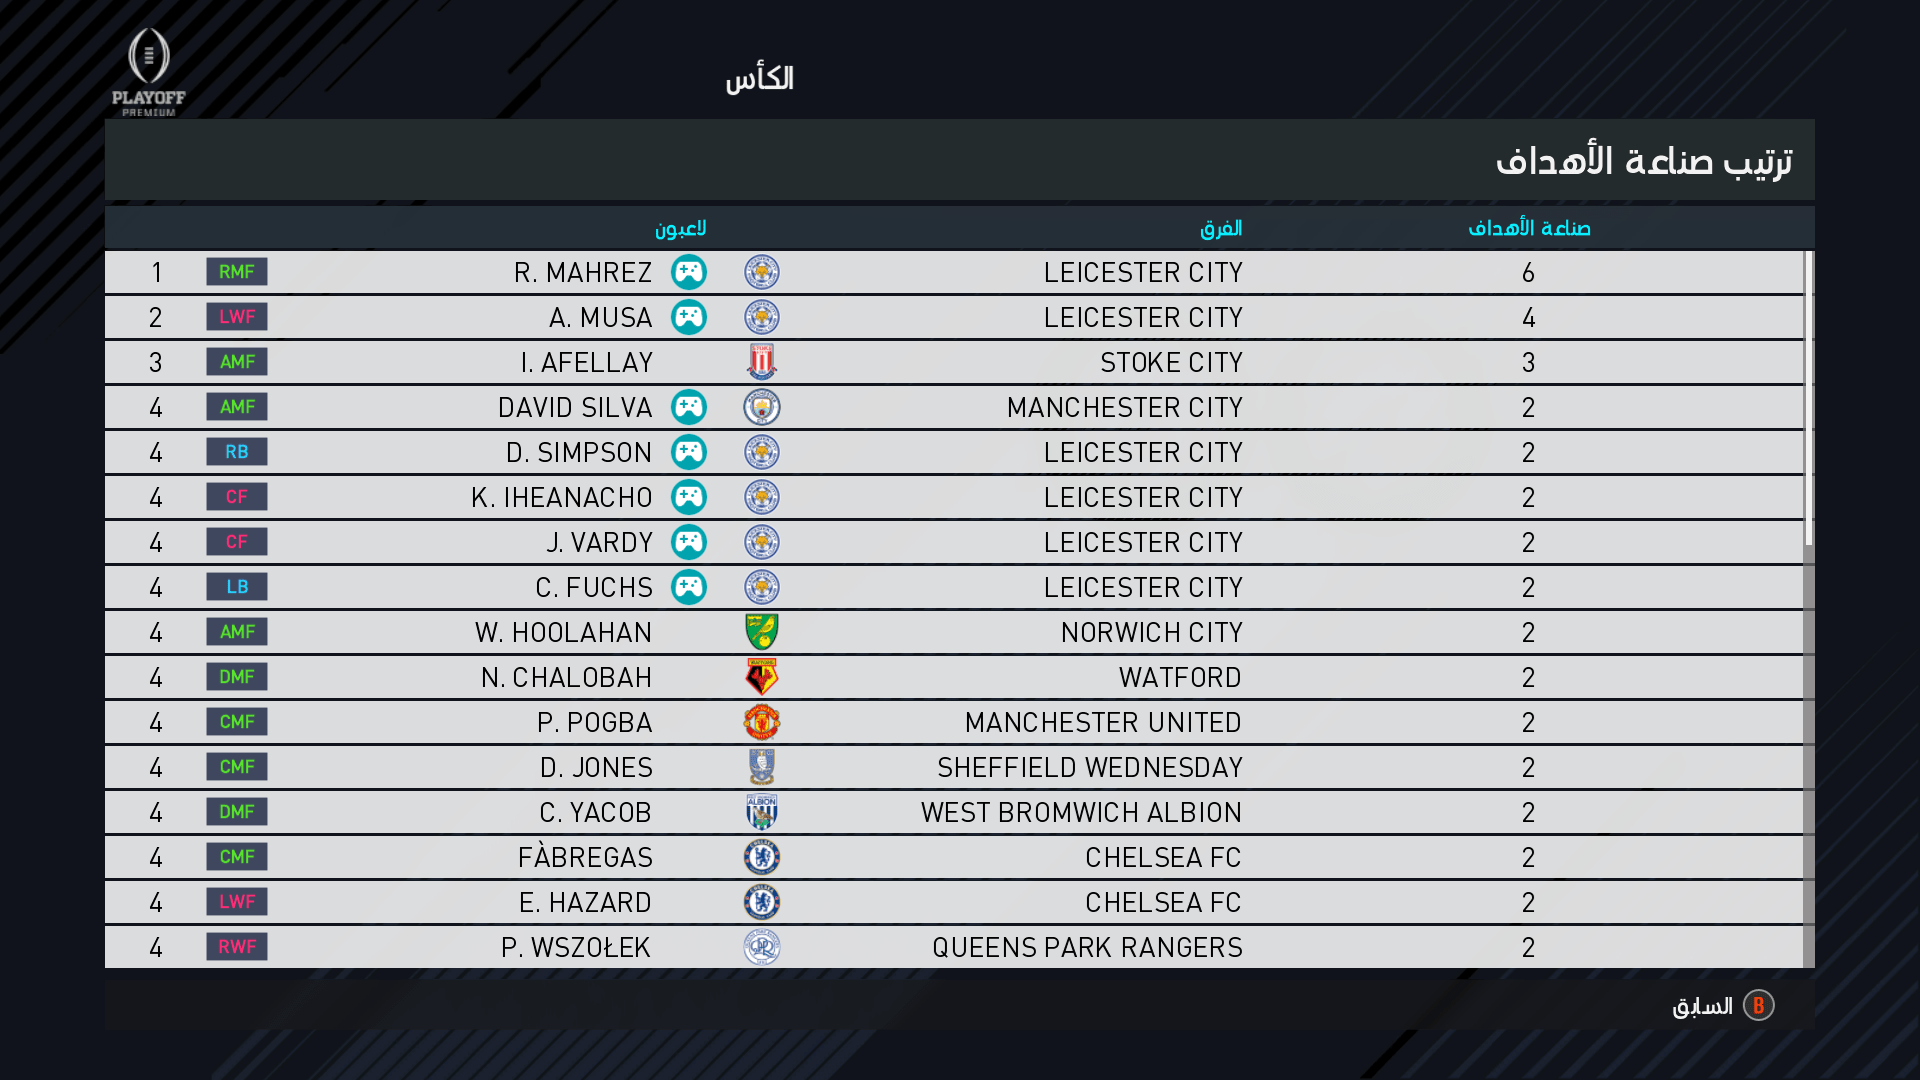 PLAYOFF
PREMIUM
الكأس
ترتيب صناعة الأهداف
لاعبون الفرق صناعة الأهداف
1 RMF R. MAHREZ LEICESTER CITY 6
2 LWF A. MUSA LEICESTER CITY 4
3 AMF I. AFELLAY STOKE CITY 3
4 AMF DAVID SILVA MANCHESTER CITY 2
4 RB D. SIMPSON LEICESTER CITY 2
4 CF K. IHEANACHO LEICESTER CITY 2
4 CF J. VARDY LEICESTER CITY 2
4 LB C. FUCHS LEICESTER CITY 2
4 AMF W. HOOLAHAN NORWICH CITY 2
4 DMF N. CHALOBAH WATFORD 2
4 CMF P. POGBA MANCHESTER UNITED 2
4 CMF D. JONES SHEFFIELD WEDNESDAY 2
4 DMF C. YACOB WEST BROMWICH ALBION 2
4 CMF FÀBREGAS CHELSEA FC 2
4 LWF E. HAZARD CHELSEA FC 2
4 RWF P. WSZOŁEK QUEENS PARK RANGERS 2
B السابق